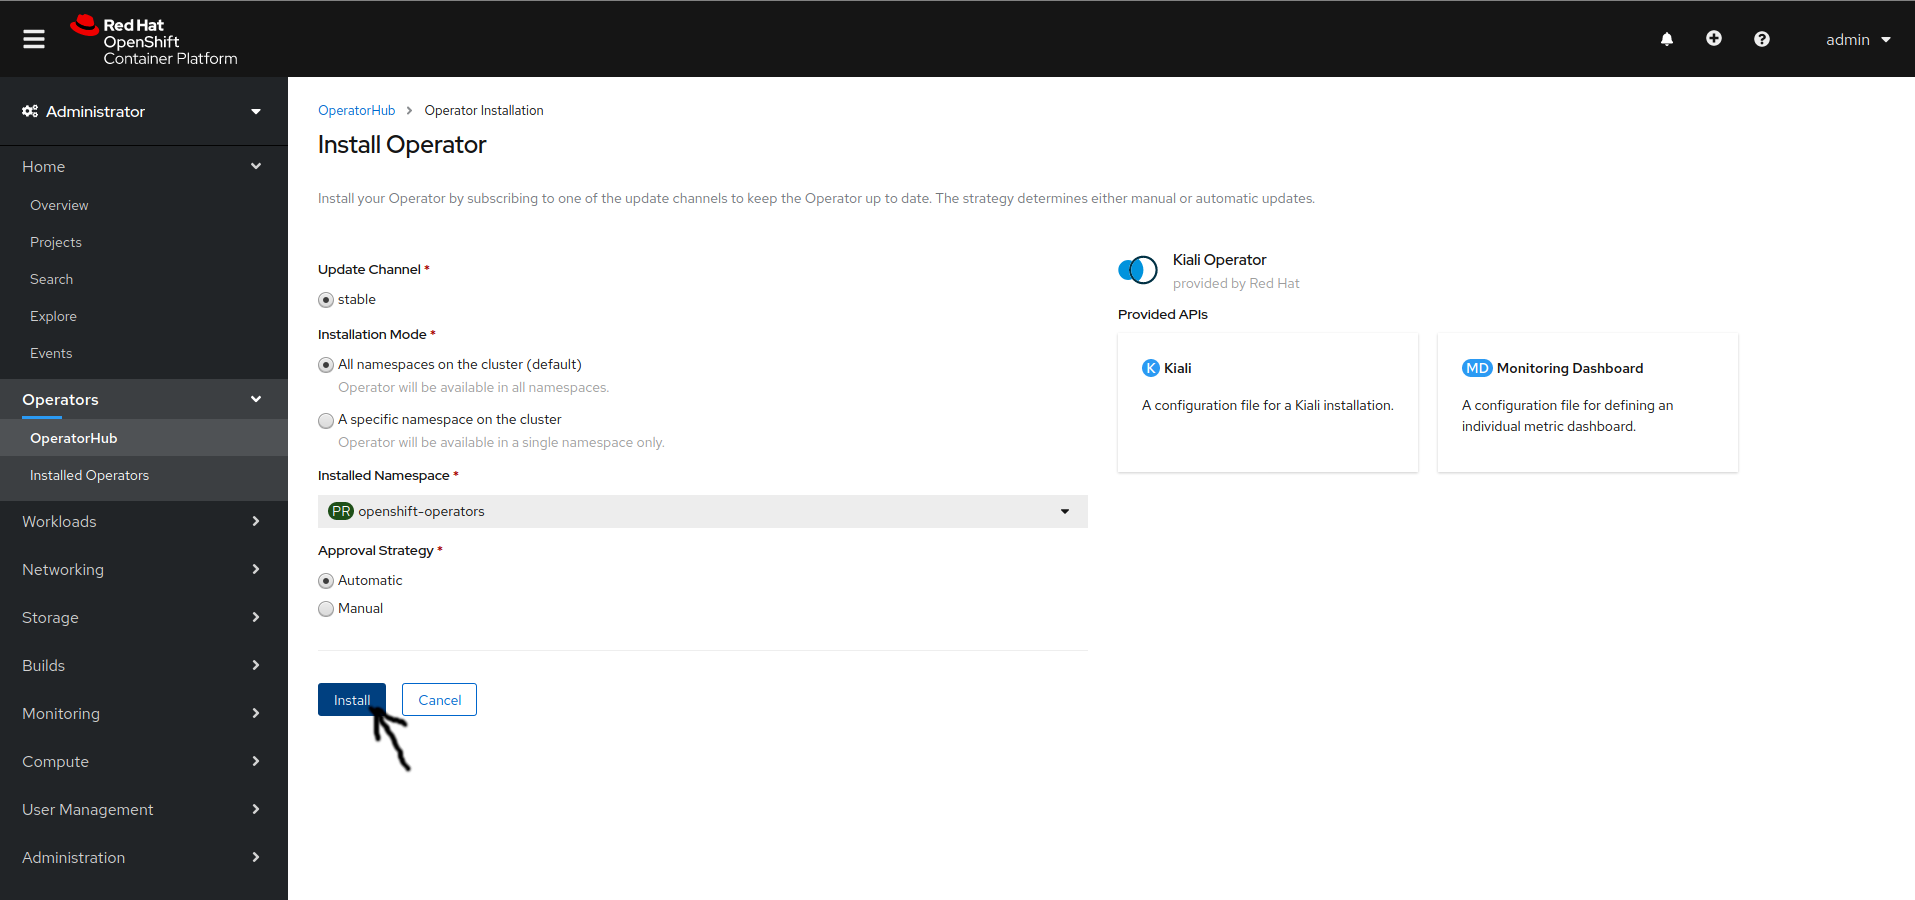 Red Hat
OpenShift
Container Platform
admin
Administrator
Home
Overview
Projects
Search
Explore
Events
Operators
OperatorHub
Installed Operators
Workloads
Networking
Storage
Builds
Monitoring
Compute
User Management
Administration
OperatorHub > Operator Installation
Install Operator
Install your Operator by subscribing to one of the update channels to keep the Operator up to date. The strategy determines either manual or automatic updates.
Update Channel *
stable
Installation Mode *
All namespaces on the cluster (default)
Operator will be available in all namespaces.
A specific namespace on the cluster
Operator will be available in a single namespace only.
Installed Namespace *
PR openshift-operators
Approval Strategy *
Automatic
Manual
Install Cancel
Kiali Operator
provided by Red Hat
Provided APIs
K Kiali
A configuration file for a Kiali installation.
MD Monitoring Dashboard
A configuration file for defining an
individual metric dashboard.